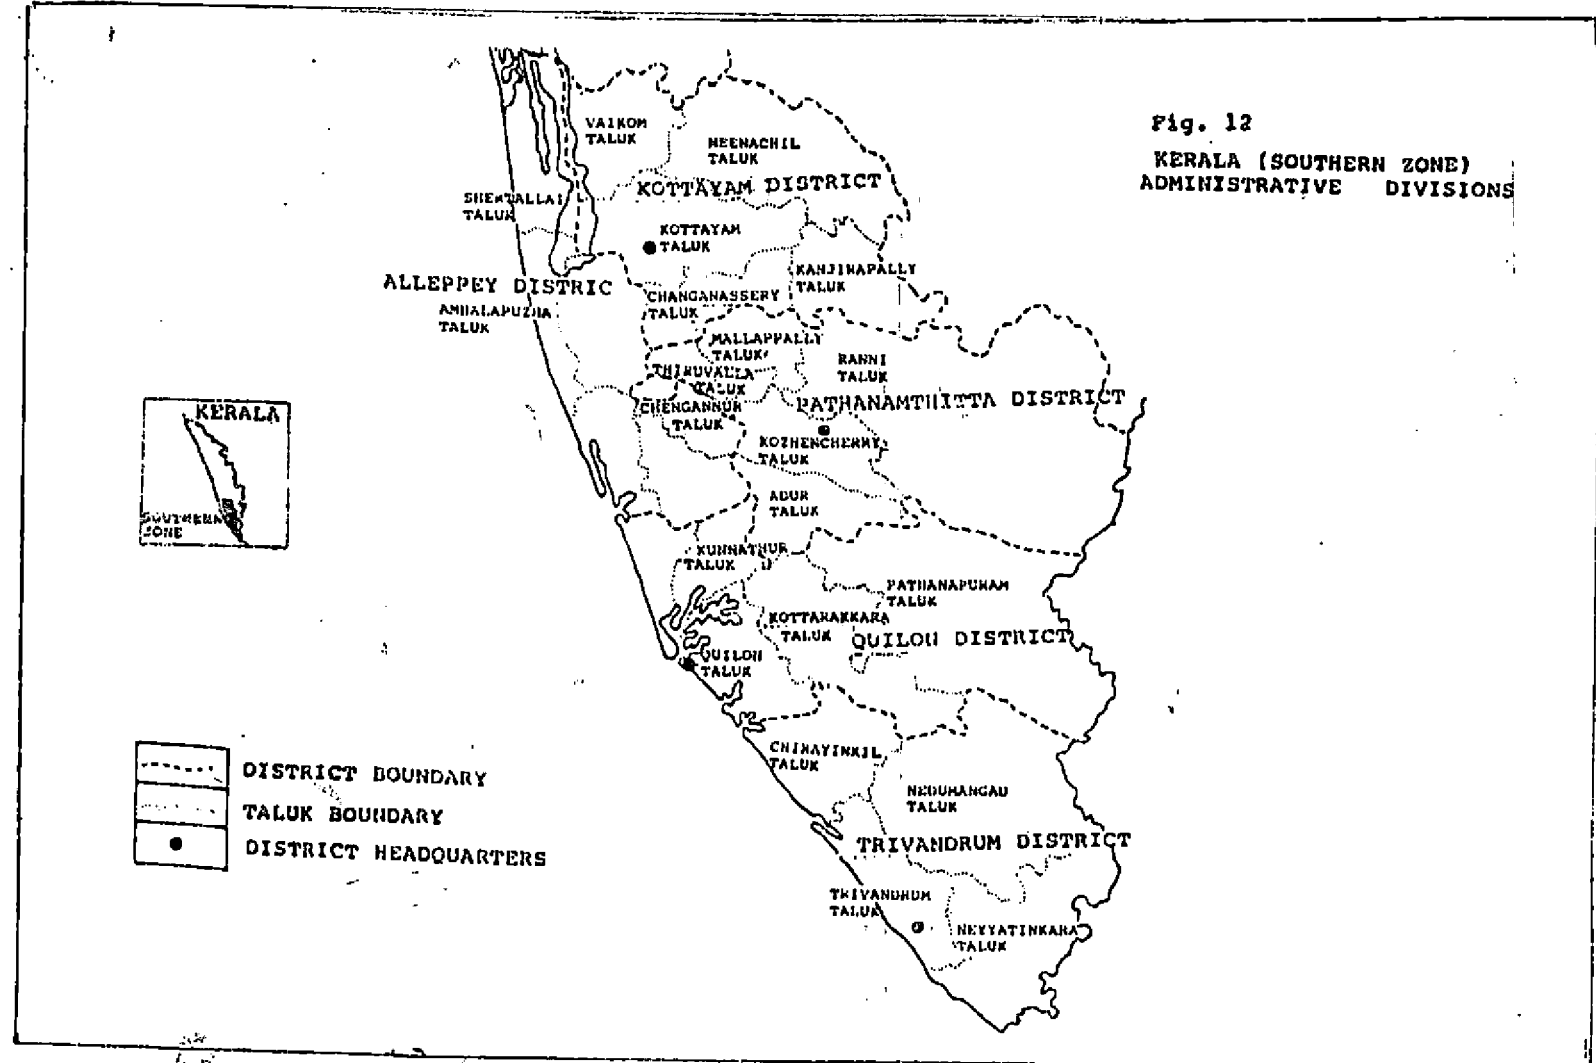 Fig. 12
KERALA (SOUTHERN ZONE)
ADMINISTRATIVE DIVISIONS
VAIKOM
TALUK
MEENACHIL
TALUK
KOTTAYAM DISTRICT
SHERTALLAI
TALUK
KOTTAYAM
TALUK
KANJIRAPALLY
TALUK
ALLEPPEY DISTRIC
CHANGANASSERY
TALUK
AMBALAPUZHA
TALUK
MALLAPPALLY
TALUK
RANNI
TALUK
THIRUVALLA
TALUK
PATHANAMTHITTA DISTRICT
CHENGANNUR
TALUK
KOZHENCHERRY
TALUK
ADUR
TALUK
KUNNATHUR
TALUK
PATHANAPURAM
TALUK
KOTTARAKKARA
TALUK
QUILON DISTRICT
QUILON
TALUK
CHIRAYINKIL
TALUK
NEDUMANGAD
TALUK
TRIVANDRUM DISTRICT
TRIVANDRUM
TALUK
NEYYATINKARA
TALUK
KERALA
SOUTHERN
ZONE
DISTRICT BOUNDARY
TALUK BOUNDARY
DISTRICT HEADQUARTERS